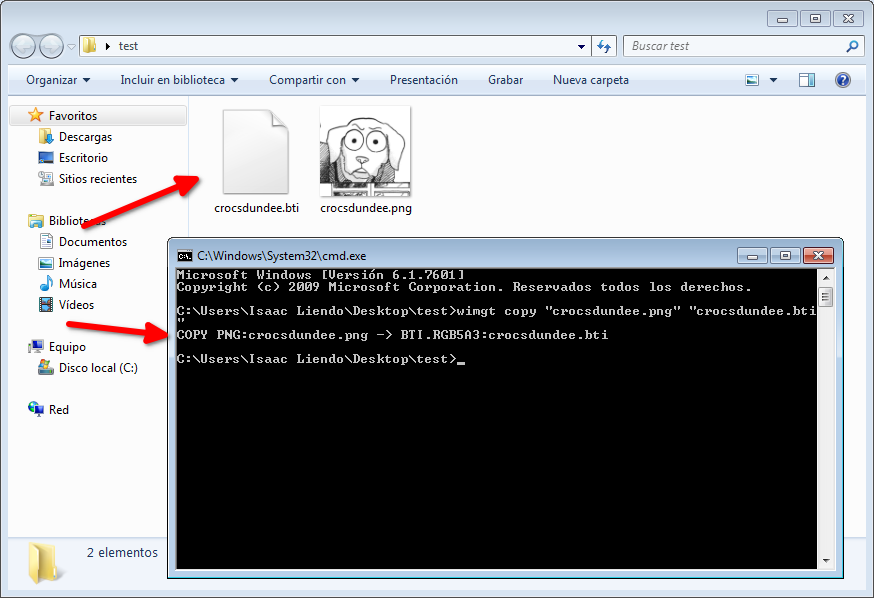 test
Buscar test
Organizar
Incluir en biblioteca
Compartir con
Presentación
Grabar
Nueva carpeta
Favoritos
Descargas
Escritorio
Sitios recientes
Bibliotecas
Documentos
Imágenes
Música
Vídeos
Equipo
Disco local (C:)
Red
crocsdundee.bti
crocsdundee.png
C:\Windows\System32\cmd.exe
Microsoft Windows [Versión 6.1.7601]
Copyright (c) 2009 Microsoft Corporation. Reservados todos los derechos.
C:\Users\Isaac Liendo\Desktop\test>wimgt copy "crocsdundee.png" "crocsdundee.bti
"
COPY PNG:crocsdundee.png -> BTI.RGB5A3:crocsdundee.bti
C:\Users\Isaac Liendo\Desktop\test>_
2 elementos